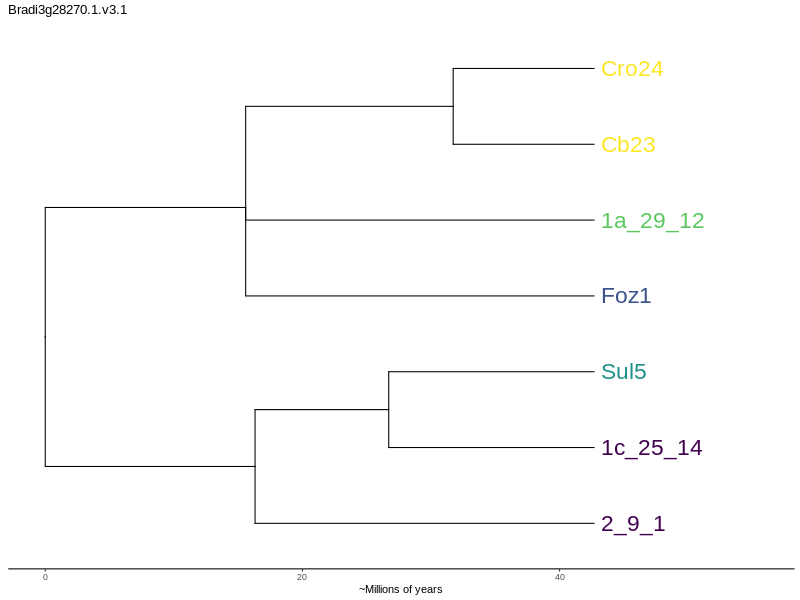 Bradi3g28270.1.v3.1
Cro24
Cb23
1a_29_12
Foz1
Sul5
1c_25_14
2_9_1
0 20 40
~Millions of years